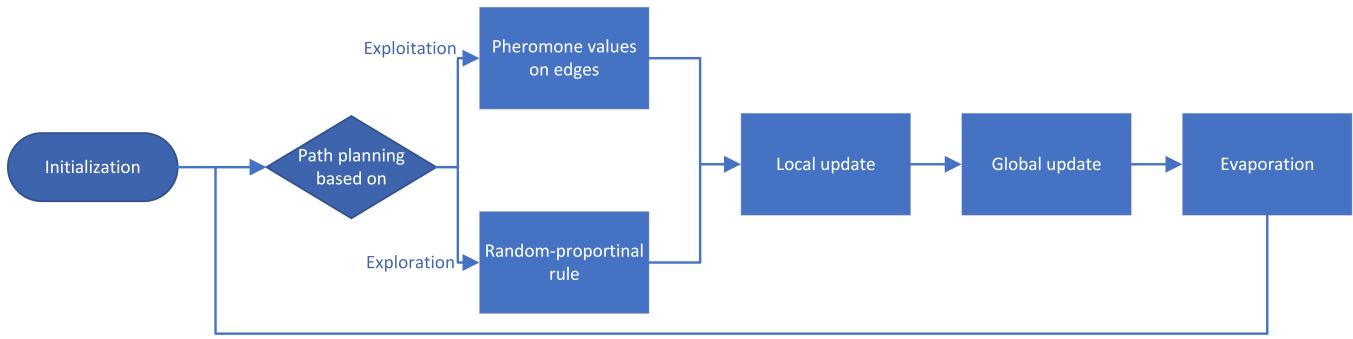 Initialization
Path planning
based on
Exploitation
Pheromone values
on edges
Exploration
Random-proportinal
rule
Local update
Global update
Evaporation